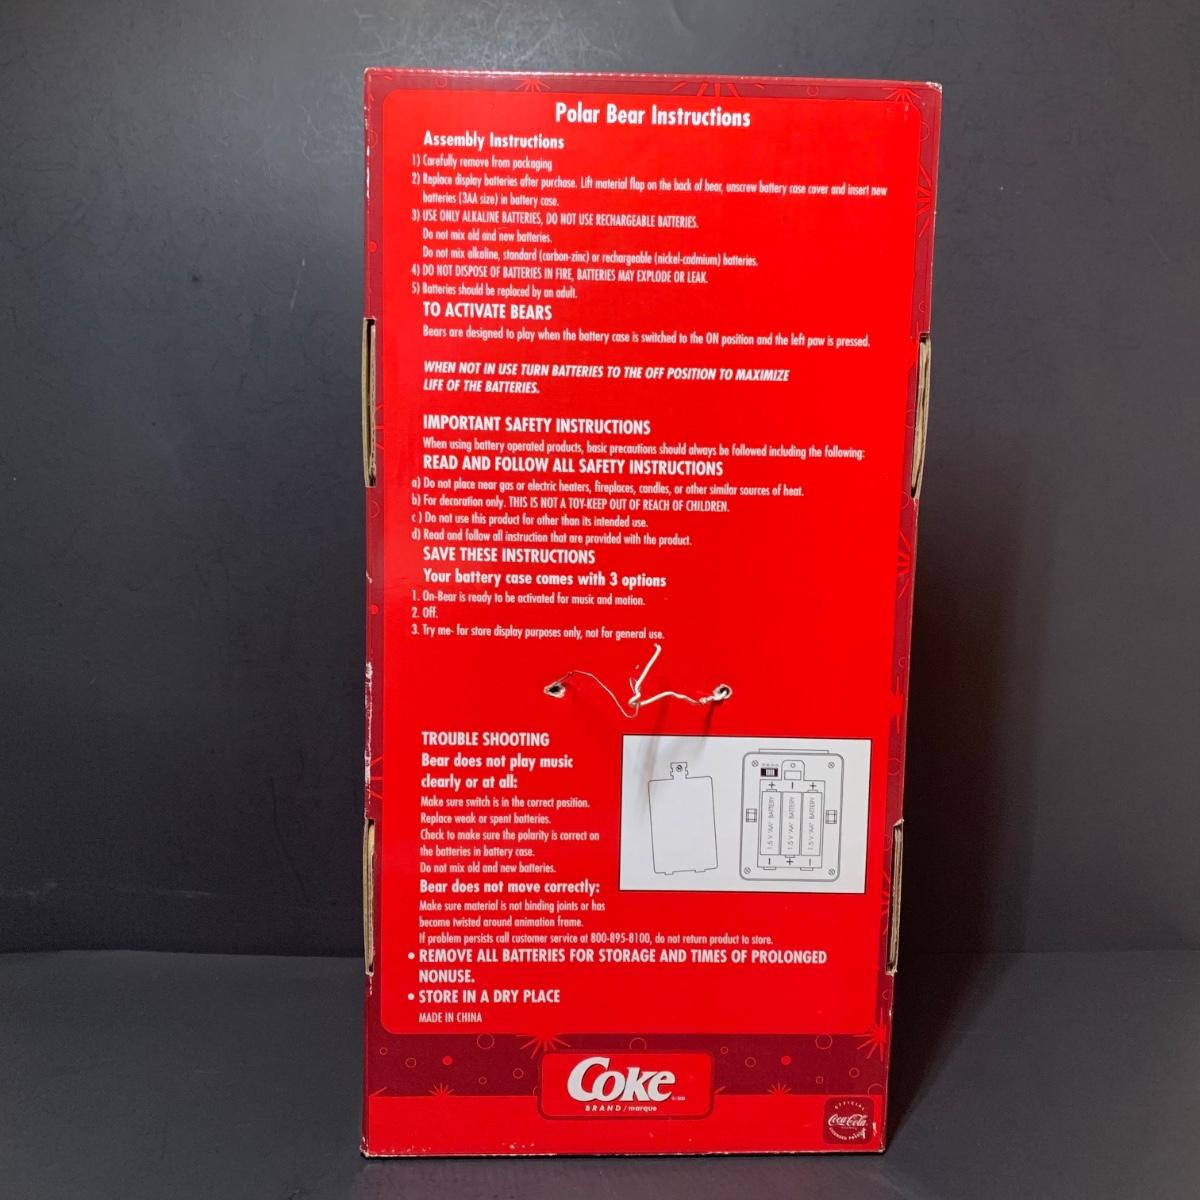 Polar Bear Instructions
Assembly Instructions
1) Carefully remove from packaging
2) Replace display batteries after purchase. Lift material flap on the back of bear, unscrew battery case cover and insert new
batteries (3AA size) in battery case.
3) USE ONLY ALKALINE BATTERIES, DO NOT USE RECHARGEABLE BATTERIES.
Do not mix old and new batteries.
Do not mix alkaline, standard (carbon-zinc) or rechargeable (nickel-cadmium) batteries.
4) DO NOT DISPOSE OF BATTERIES IN FIRE, BATTERIES MAY EXPLODE OR LEAK.
5) Batteries should be replaced by an adult.
TO ACTIVATE BEARS
Bears are designed to play when the battery case is switched to the ON position and the left paw is pressed.
WHEN NOT IN USE TURN BATTERIES TO THE OFF POSITION TO MAXIMIZE
LIFE OF THE BATTERIES.
IMPORTANT SAFETY INSTRUCTIONS
When using battery operated products, basic precautions should always be followed including the following:
READ AND FOLLOW ALL SAFETY INSTRUCTIONS
a) Do not place near gas or electric heaters, fireplaces, candles, or other similar sources of heat.
b) For decoration only. THIS IS NOT A TOY-KEEP OUT OF REACH OF CHILDREN.
c ) Do not use this product for other than its intended use.
d) Read and follow all instruction that are provided with the product.
SAVE THESE INSTRUCTIONS
Your battery case comes with 3 options
1. On-Bear is ready to be activated for music and motion.
2. Off.
3. Try me- for store display purposes only, not for general use.
TROUBLE SHOOTING
Bear does not play music
clearly or at all:
Make sure switch is in the correct position.
Replace weak or spent batteries.
Check to make sure the polarity is correct on
the batteries in battery case.
Do not mix old and new batteries.
Bear does not move correctly:
Make sure material is not binding joints or has
become twisted around animation frame.
If problem persists call customer service at 800-895-8100, do not return product to store.
• REMOVE ALL BATTERIES FOR STORAGE AND TIMES OF PROLONGED
NONUSE.
• STORE IN A DRY PLACE
MADE IN CHINA
+ − +
1.5 V "AA" BATTERY
1.5 V "AA" BATTERY
1.5 V "AA" BATTERY
− + −
Coke
BRAND / marque
OFFICIAL
Coca-Cola
LICENSED PRODUCT